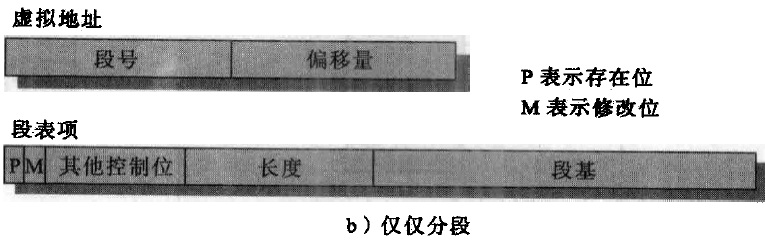 虚拟地址
段号 偏移量
P 表示存在位
M 表示修改位
段表项
P M 其他控制位 长度 段基
b）仅仅分段